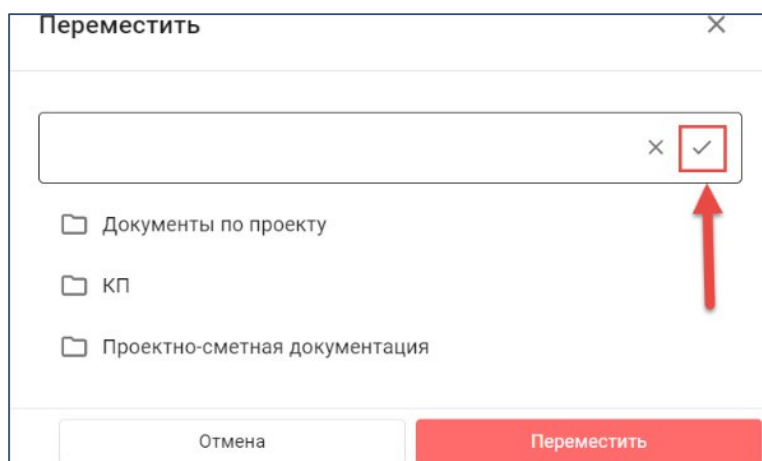 Переместить
Документы по проекту
КП
Проектно-сметная документация
Отмена
Переместить